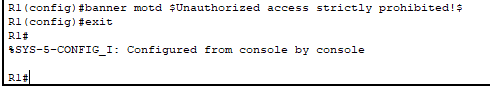 R1(config)#banner motd $Unauthorized access strictly prohibited!$
R1(config)#exit
R1#
%SYS-5-CONFIG_I: Configured from console by console
R1#